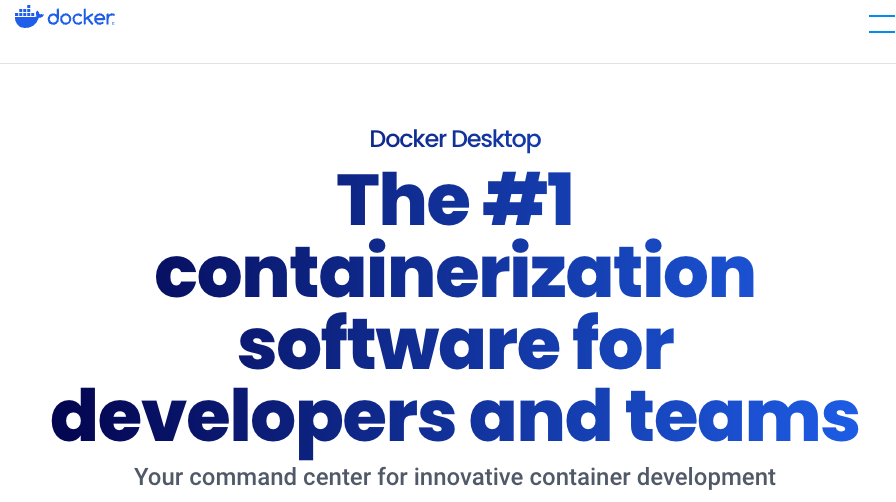 docker
Docker Desktop
The #1
containerization
software for
developers and teams
Your command center for innovative container development